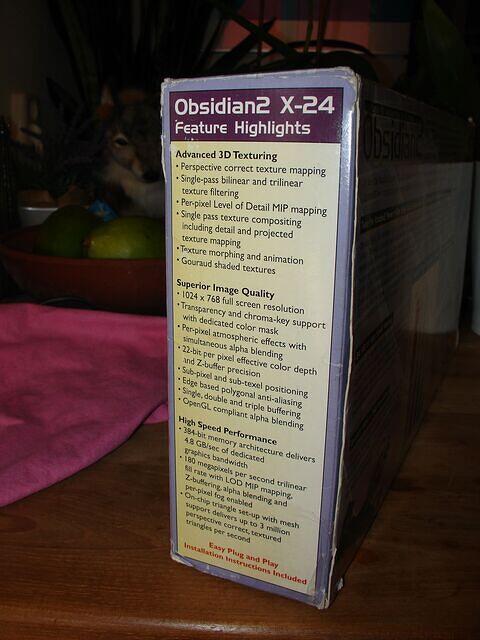 Obsidian2 X-24
Feature Highlights
Advanced 3D Texturing
• Perspective correct texture mapping
• Single-pass bilinear and trilinear
texture filtering
• Per-pixel Level of Detail MIP mapping
• Single pass texture compositing
including detail and projected
texture mapping
• Texture morphing and animation
• Gouraud shaded textures
Superior Image Quality
• 1024 x 768 full screen resolution
• Transparency and chroma-key support
with dedicated color mask
• Per-pixel atmospheric effects with
simultaneous alpha blending
• 22-bit per pixel effective color depth
and Z-buffer precision
• Sub-pixel and sub-texel positioning
• Edge based polygonal anti-aliasing
• Single, double and triple buffering
• OpenGL compliant alpha blending
High Speed Performance
• 384-bit memory architecture delivers
4.8 GB/sec of dedicated
graphics bandwidth
• 180 megapixels per second trilinear
fill rate with LOD MIP mapping,
Z-buffering, alpha blending and
per-pixel fog enabled
• On-chip triangle set-up with mesh
support delivers up to 3 million
perspective correct, textured
triangles per second
Easy Plug and Play
Installation Instructions Included
Obsidian2